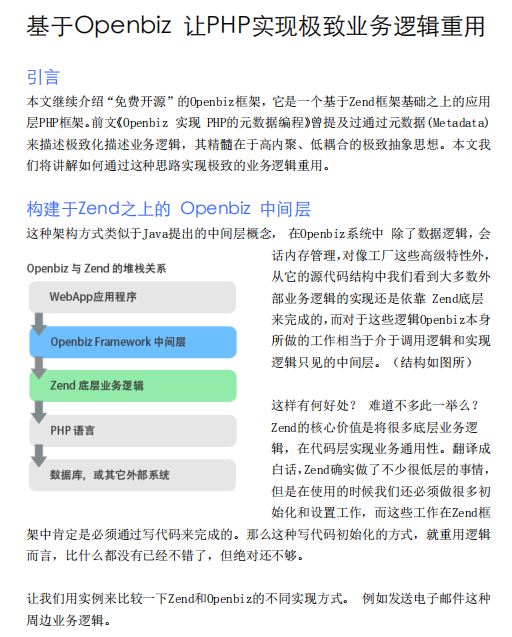 基于Openbiz 让PHP实现极致业务逻辑重用
引言
本文继续介绍“免费开源”的Openbiz框架，它是一个基于Zend框架基础之上的应用
层PHP框架。前文《Openbiz 实现 PHP的元数据编程》曾提及过通过元数据(Metadata)
来描述极致化描述业务逻辑，其精髓在于高内聚、低耦合的极致抽象思想。本文我
们将讲解如何通过这种思路实现极致的业务逻辑重用。
构建于Zend之上的 Openbiz 中间层
这种架构方式类似于Java提出的中间层概念， 在Openbiz系统中 除了数据逻辑，会
话内存管理，对像工厂这些高级特性外，
从它的源代码结构中我们看到大多数外
部业务逻辑的实现还是依靠 Zend底层
来完成的，而对于这些逻辑Openbiz本身
所做的工作相当于介于调用逻辑和实现
逻辑只见的中间层。（结构如图所）
Openbiz 与 Zend 的堆栈关系
WebApp应用程序
Openbiz Framework 中间层
Zend 底层业务逻辑
PHP 语言
数据库，或其它外部系统
这样有何好处？ 难道不多此一举么？
Zend的核心价值是将很多底层业务逻
辑，在代码层实现业务通用性。翻译成
白话，Zend确实做了不少很低层的事情，
但是在使用的时候我们还必须做很多初
始化和设置工作，而这些工作在Zend框
架中肯定是必须通过写代码来完成的。那么这种写代码初始化的方式，就重用逻辑
而言，比什么都没有已经不错了，但绝对还不够。
让我们用实例来比较一下Zend和Openbiz的不同实现方式。 例如发送电子邮件这种
周边业务逻辑。